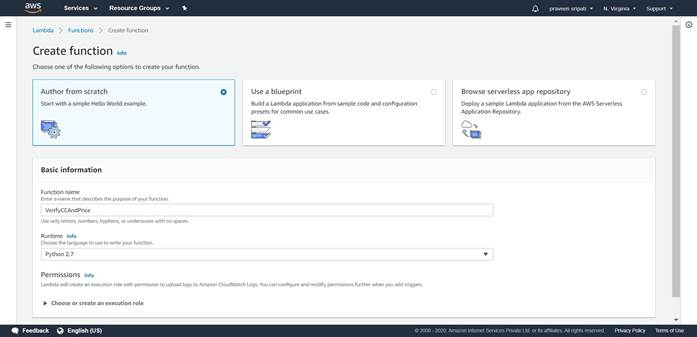 aws Services Resource Groups praveen sripati N. Virginia Support
Lambda > Functions > Create function
Create function Info
Choose one of the following options to create your function.
Author from scratch
Start with a simple Hello World example.
Use a blueprint
Build a Lambda application from sample code and configuration
presets for common use cases.
Browse serverless app repository
Deploy a sample Lambda application from the AWS Serverless
Application Repository.
Basic information
Function name
Enter a name that describes the purpose of your function.
VerifyCCAndPrice
Use only letters, numbers, hyphens, or underscores with no spaces.
Runtime Info
Choose the language to use to write your function.
Python 2.7
Permissions Info
Lambda will create an execution role with permission to upload logs to Amazon CloudWatch Logs. You can configure and modify permissions further when you add triggers.
Choose or create an execution role
Feedback English (US) © 2008 - 2020, Amazon Internet Services Private Ltd. or its affiliates. All rights reserved. Privacy Policy Terms of Use